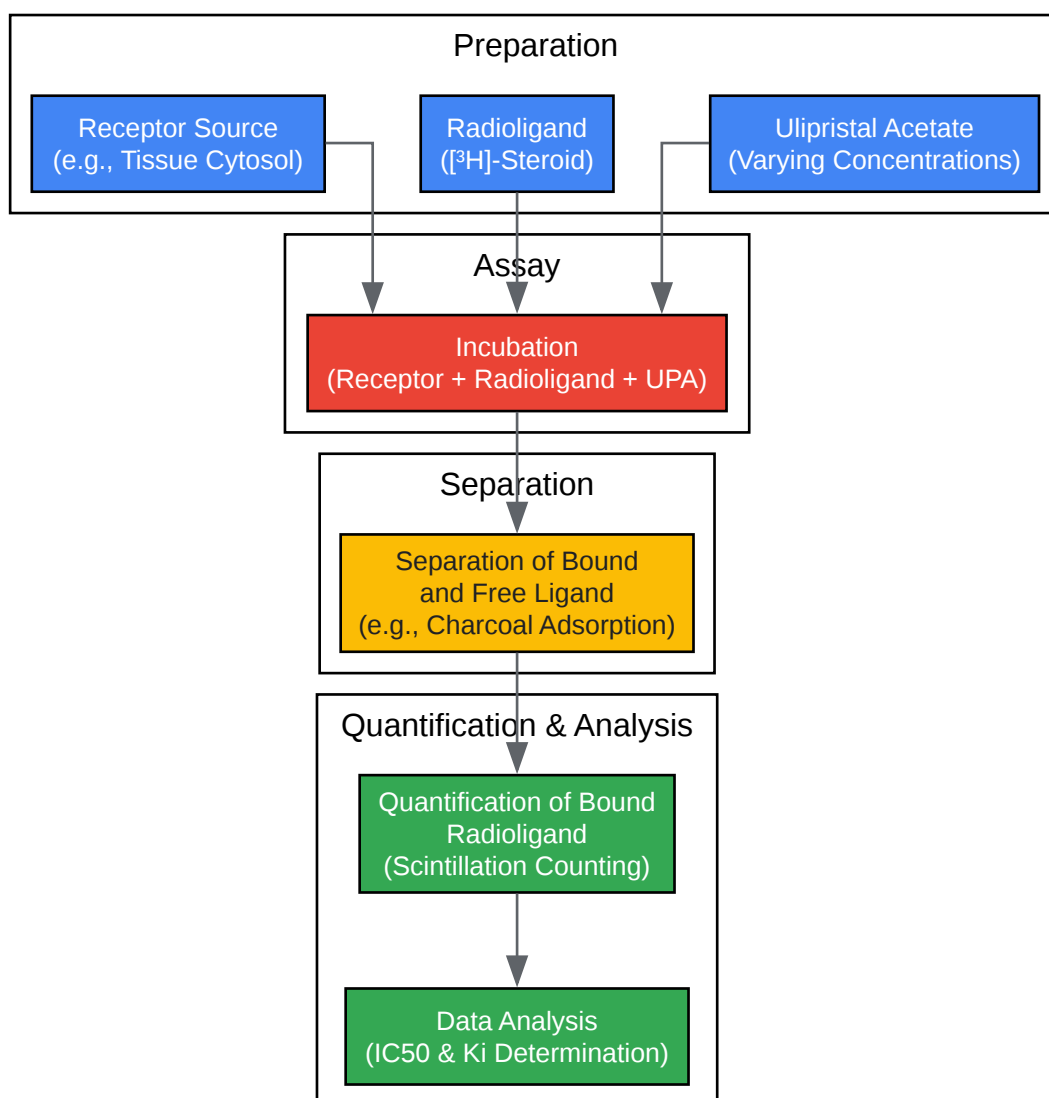 Preparation
Receptor Source
(e.g., Tissue Cytosol)
Radioligand
([³H]-Steroid)
Ulipristal Acetate
(Varying Concentrations)
Assay
Incubation
(Receptor + Radioligand + UPA)
Separation
Separation of Bound
and Free Ligand
(e.g., Charcoal Adsorption)
Quantification & Analysis
Quantification of Bound
Radioligand
(Scintillation Counting)
Data Analysis
(IC50 & Ki Determination)